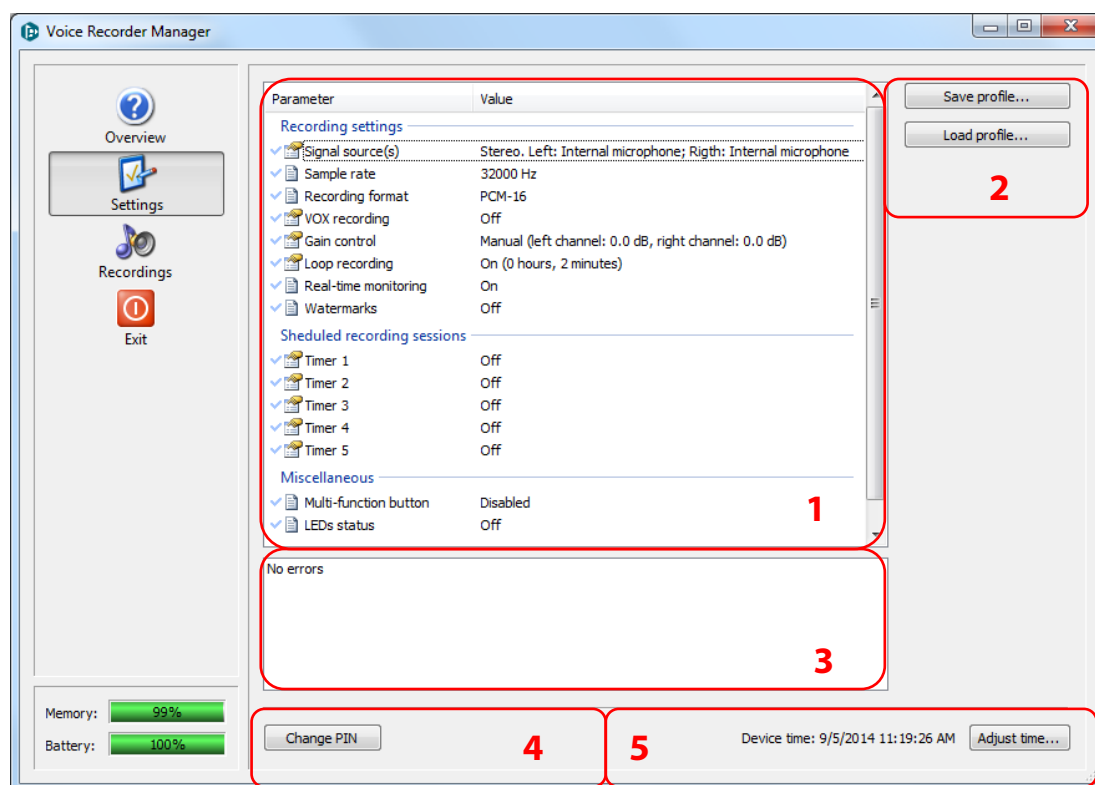 Voice Recorder Manager
Overview
Settings
Recordings
Exit
Memory: 99%
Battery: 100%
Parameter Value
Recording settings
Signal source(s) Stereo. Left: Internal microphone; Rigth: Internal microphone
Sample rate 32000 Hz
Recording format PCM-16
VOX recording Off
Gain control Manual (left channel: 0.0 dB, right channel: 0.0 dB)
Loop recording On (0 hours, 2 minutes)
Real-time monitoring On
Watermarks Off
Sheduled recording sessions
Timer 1 Off
Timer 2 Off
Timer 3 Off
Timer 4 Off
Timer 5 Off
Miscellaneous
Multi-function button Disabled
LEDs status Off
1
Save profile...
Load profile...
2
No errors
3
Change PIN
4
5
Device time: 9/5/2014 11:19:26 AM
Adjust time...